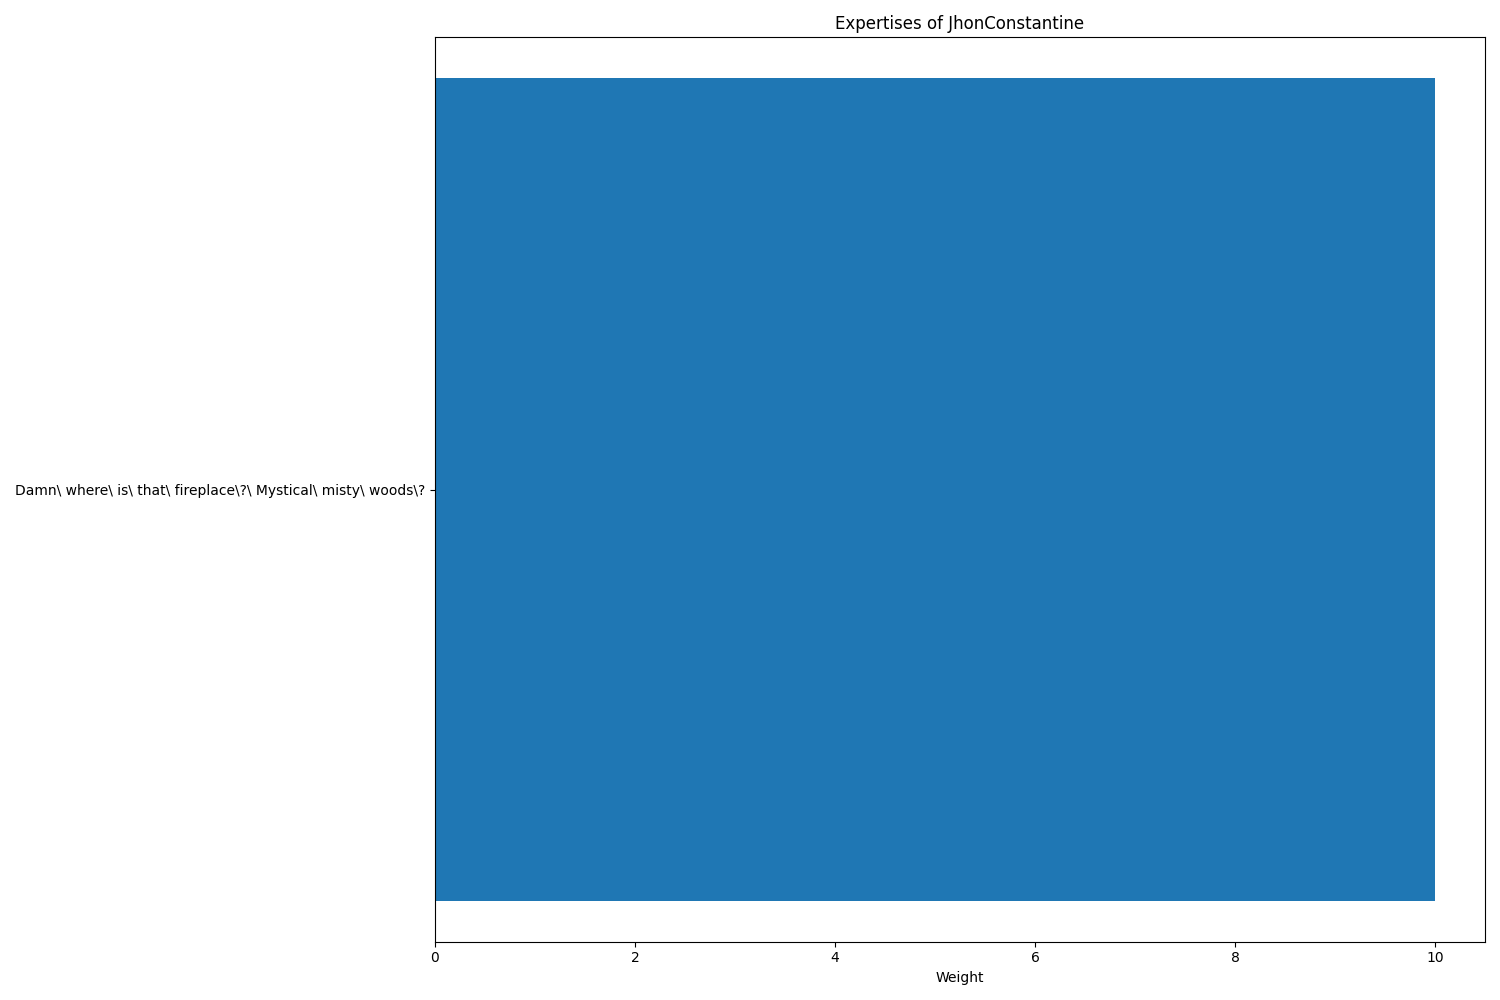 Expertises of JhonConstantine
Damn\ where\ is\ that\ fireplace\?\ Mystical\ misty\ woods\?
0 2 4 6 8 10
Weight